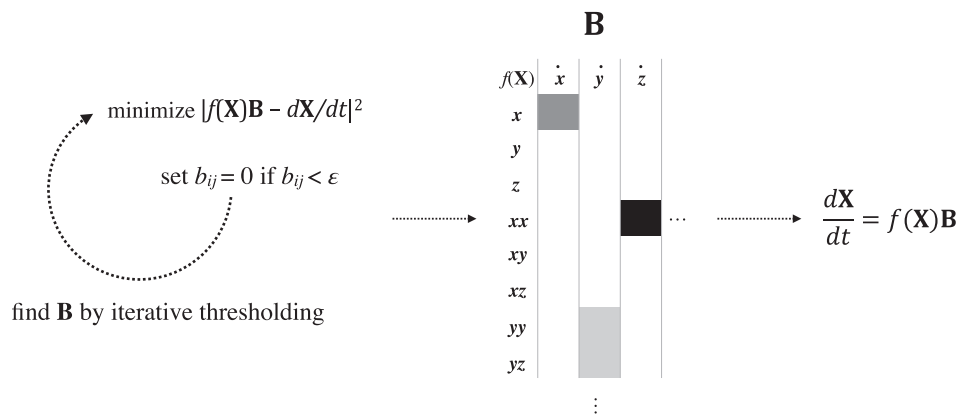 minimize |f(X)B – dX/dt|²
set bij = 0 if bij < ε
find B by iterative thresholding
B
f(X) ẋ ẏ ż
x
y
z
xx
xy
xz
yy
yz
⋮
…
dX/dt = f(X)B